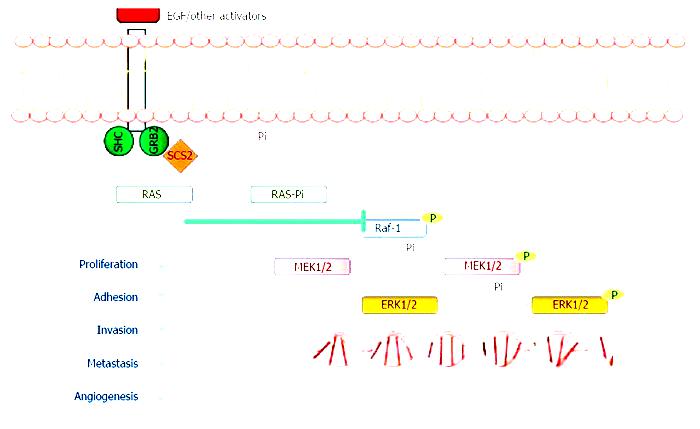 EGF/other activators
SHC
GRB2
SCS2
Pi
RAS
RAS-Pi
P
Raf-1
Pi
Proliferation
MEK1/2
MEK1/2
P
Pi
Adhesion
ERK1/2
ERK1/2
P
Invasion
Metastasis
Angiogenesis